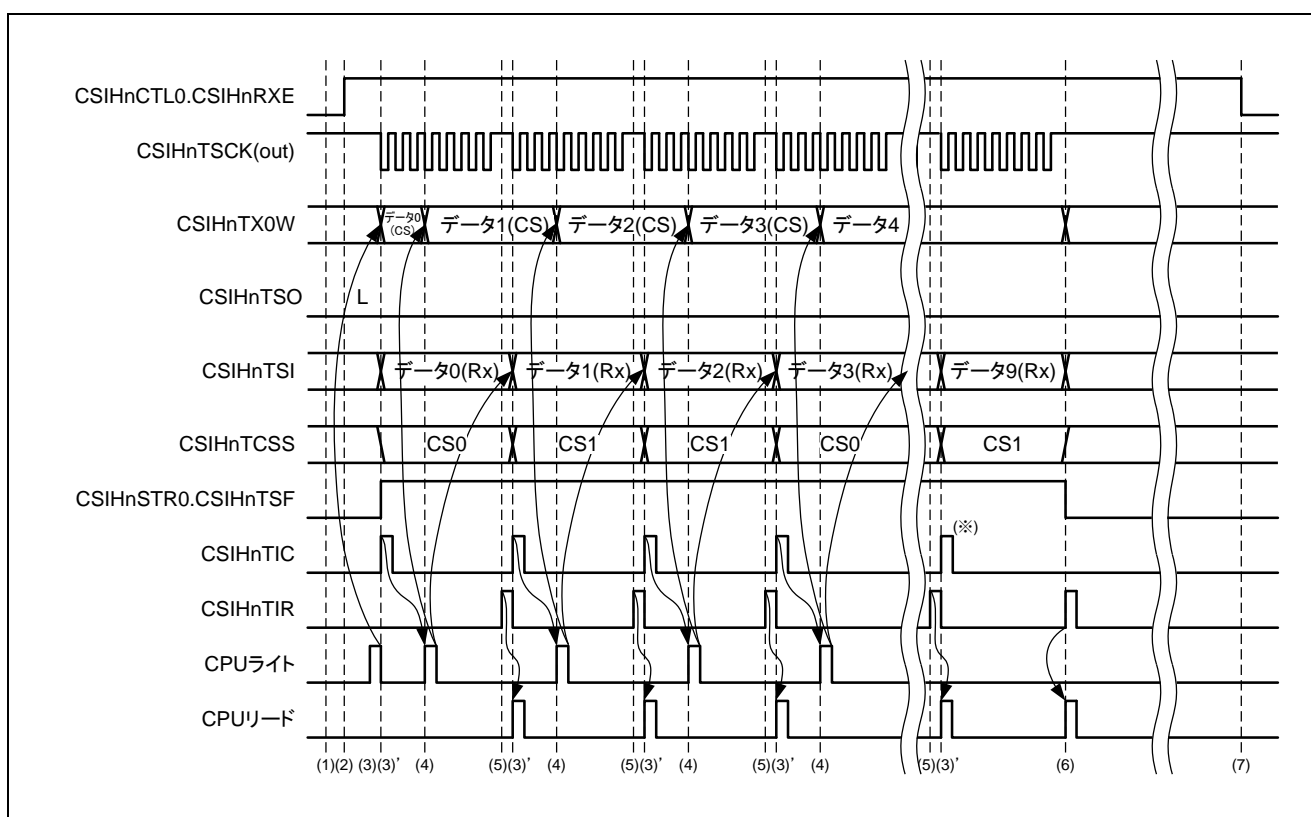 CSIHnCTL0.CSIHnRXE
CSIHnTSCK(out)
CSIHnTX0W データ0(CS) データ1(CS) データ2(CS) データ3(CS) データ4
CSIHnTSO L
CSIHnTSI データ0(Rx) データ1(Rx) データ2(Rx) データ3(Rx) データ9(Rx)
CSIHnTCSS CS0 CS1 CS1 CS0 CS1
CSIHnSTR0.CSIHnTSF
CSIHnTIC (※)
CSIHnTIR
CPUライト
CPUリード
(1)(2) (3)(3)' (4) (5)(3)' (4) (5)(3)' (4) (5)(3)' (4) (5)(3)' (6) (7)